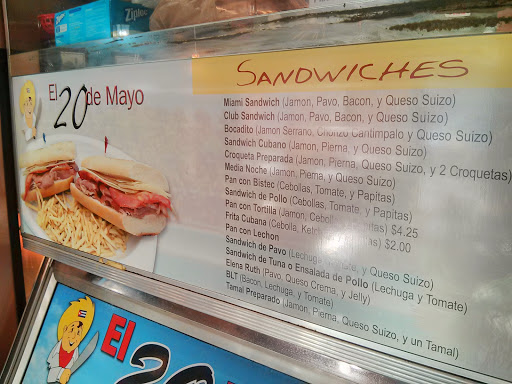 Ziploc
El 20 de Mayo
SANDWICHES
Miami Sandwich (Jamon, Pavo, Bacon, y Queso Suizo)
Club Sandwich (Jamon, Pavo, Bacon, y Queso Suizo)
Bocadito (Jamon Serrano, Chorizo Cantimpalo y Queso Suizo)
Sandwich Cubano (Jamon, Pierna, y Queso Suizo)
Croqueta Preparada (Jamon, Pierna, Queso Suizo, y 2 Croquetas)
Media Noche (Jamon, Pierna, y Queso Suizo)
Pan con Bistec (Cebollas, Tomate, y Papitas)
Sandwich de Pollo (Cebollas, Tomate, y Papitas)
Pan con Tortilla (Jamon, Cebollas) $4.25
Frita Cubana (Cebolla, $2.00
Pan con Lechon
Sandwich de Pavo (Lechuga y Queso Suizo)
Sandwich de Tuna o Ensalada de Pollo (Lechuga y Tomate)
Elena Ruth (Pavo, Queso Crema, y Jelly)
BLT (Bacon, Lechuga, y Tomate)
Tamal Preparado (Jamon, Pierna, Queso Suizo, y un Tamal)
El 20